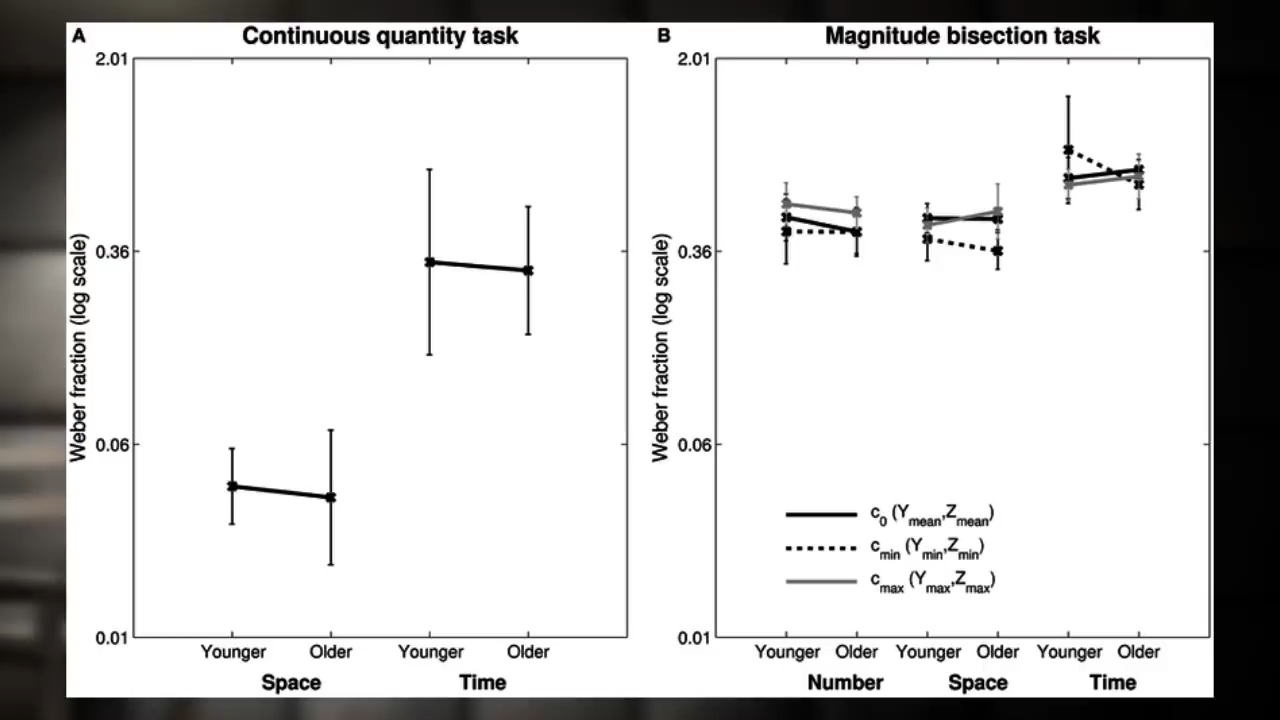 A
Continuous quantity task
2.01
0.36
0.06
0.01
Weber fraction (log scale)
Younger
Older
Younger
Older
Space
Time
B
Magnitude bisection task
2.01
0.36
0.06
0.01
Weber fraction (log scale)
c0 (Ymean,Zmean)
cmin (Ymin,Zmin)
cmax (Ymax,Zmax)
Younger
Older
Younger
Older
Younger
Older
Number
Space
Time